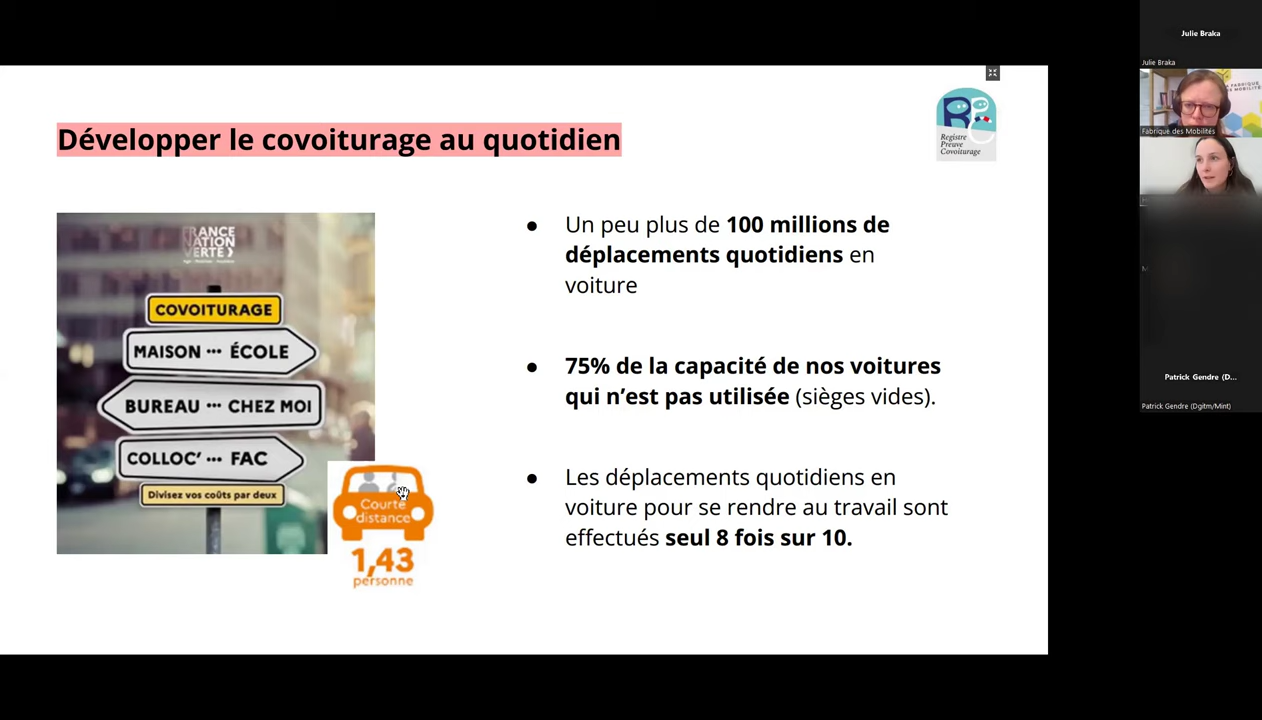 Développer le covoiturage au quotidien
Registre
Preuve
Covoiturage
FRANCE
NATION
VERTE
COVOITURAGE
MAISON ••• ÉCOLE
BUREAU ••• CHEZ MOI
COLLOC' ••• FAC
Divisez vos coûts par deux
Courte
distance
1,43
personne
● Un peu plus de 100 millions de
déplacements quotidiens en
voiture
● 75% de la capacité de nos voitures
qui n'est pas utilisée (sièges vides).
● Les déplacements quotidiens en
voiture pour se rendre au travail sont
effectués seul 8 fois sur 10.
Julie Braka
Julie Braka
Fabrique des Mobilités
Patrick Gendre (D...
Patrick Gendre (Dgitm/Mint)